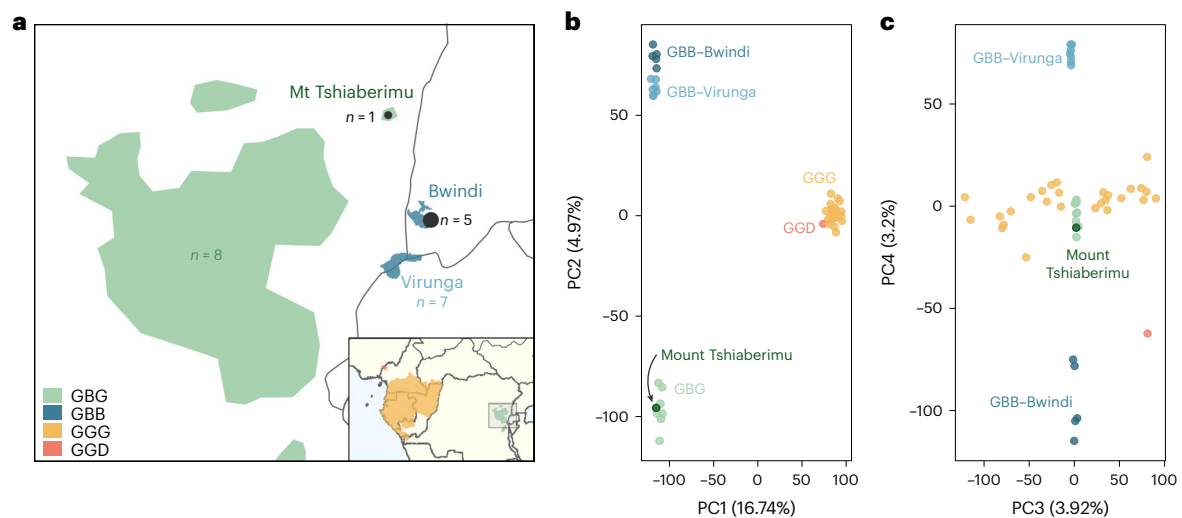 a
Mt Tshiaberimu
n = 1
Bwindi
n = 5
n = 8
Virunga
n = 7
GBG
GBB
GGG
GGD
b
GBB–Bwindi
GBB–Virunga
GGG
GGD
Mount Tshiaberimu
GBG
50
0
−50
−100
PC2 (4.97%)
−100
−50
0
50
100
PC1 (16.74%)
c
GBB–Virunga
Mount
Tshiaberimu
GBB–Bwindi
50
0
−50
−100
PC4 (3.2%)
−100
−50
0
50
100
PC3 (3.92%)